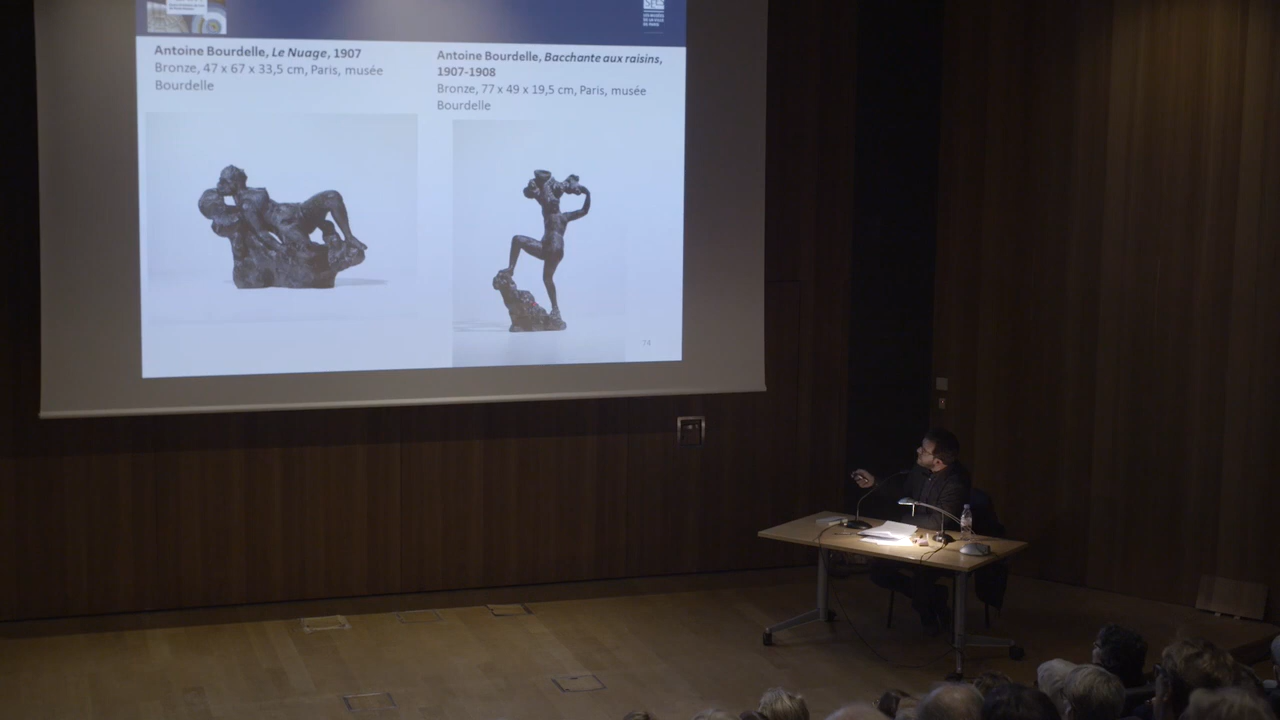 Antoine Bourdelle, Le Nuage, 1907
Bronze, 47 x 67 x 33,5 cm, Paris, musée
Bourdelle
Antoine Bourdelle, Bacchante aux raisins,
1907-1908
Bronze, 77 x 49 x 19,5 cm, Paris, musée
Bourdelle
14